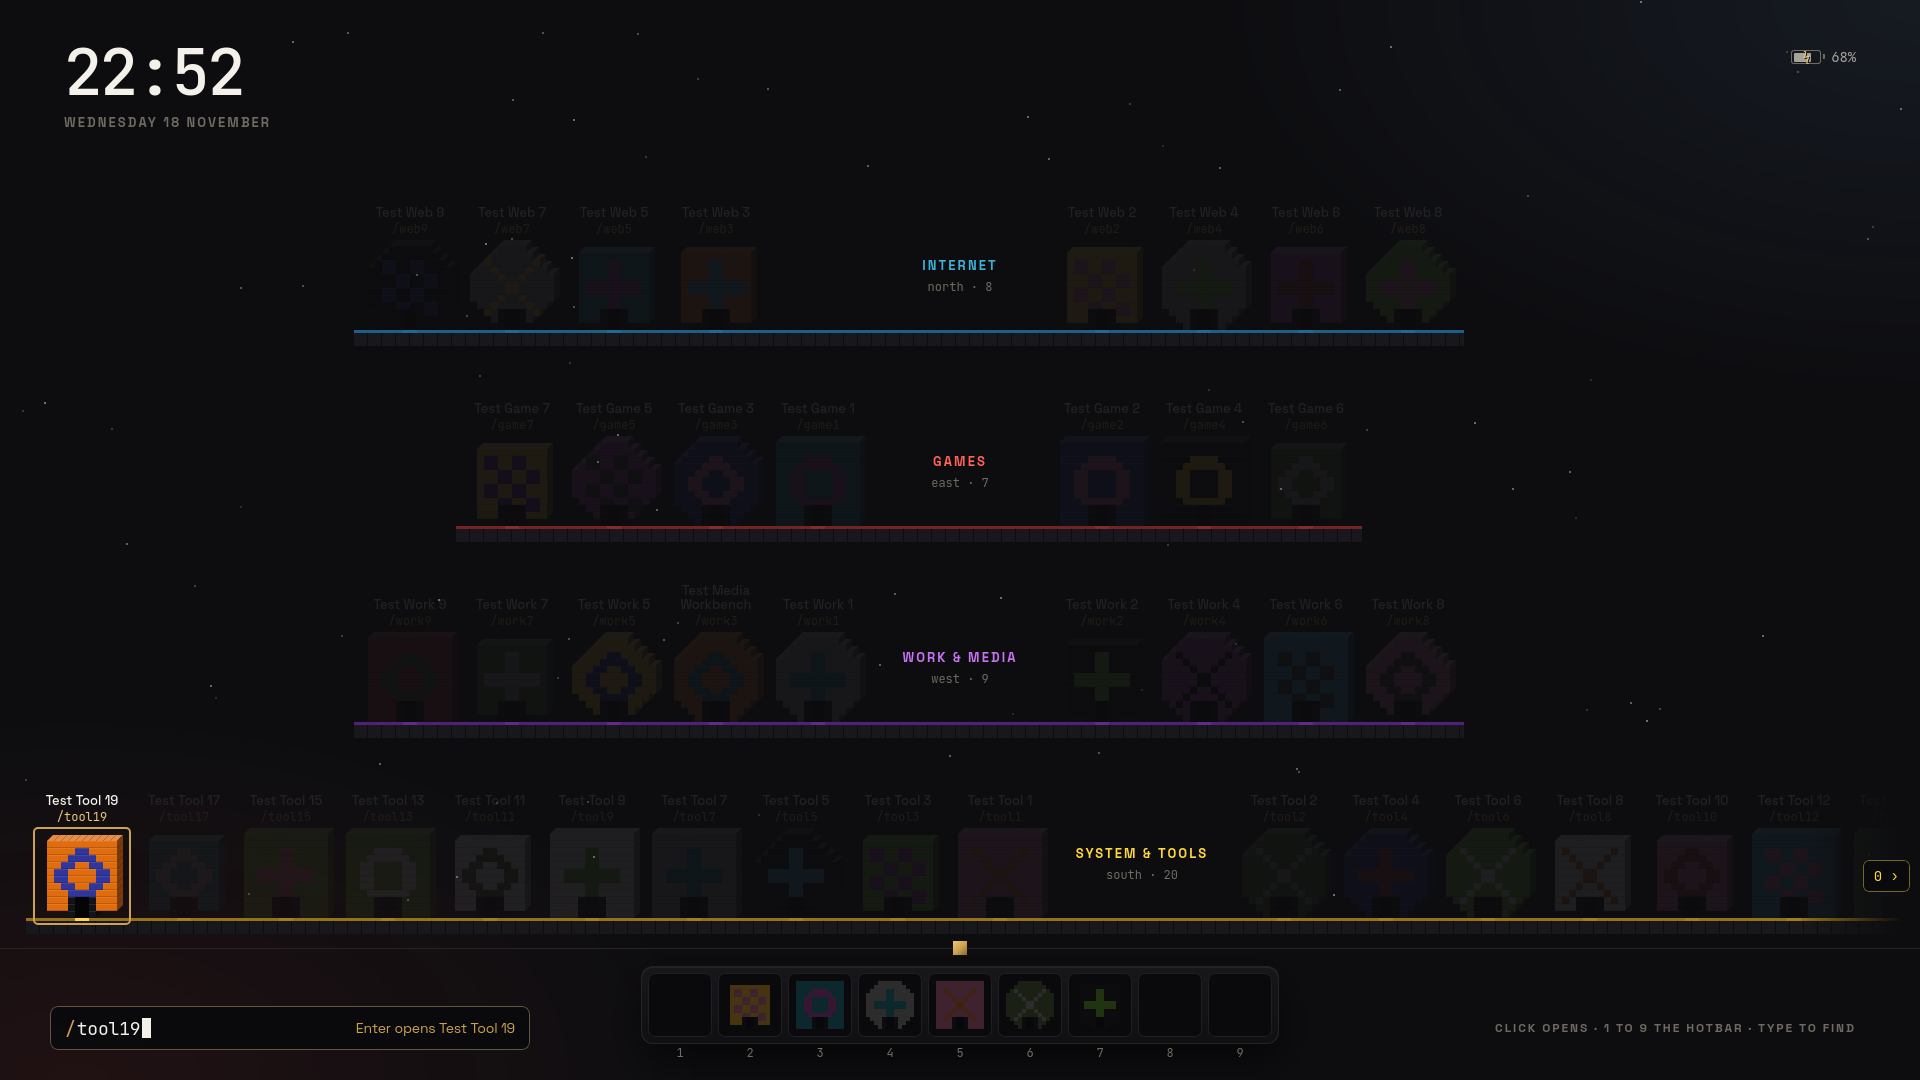 22:52
WEDNESDAY 18 NOVEMBER
68%
Test Web 9
/web9
Test Web 7
/web7
Test Web 5
/web5
Test Web 3
/web3
INTERNET
north · 8
Test Web 2
/web2
Test Web 4
/web4
Test Web 6
/web6
Test Web 8
/web8
Test Game 7
/game7
Test Game 5
/game5
Test Game 3
/game3
Test Game 1
/game1
GAMES
east · 7
Test Game 2
/game2
Test Game 4
/game4
Test Game 6
/game6
Test Work 9
/work9
Test Work 7
/work7
Test Work 5
/work5
Test Media
Workbench
/work3
Test Work 1
/work1
WORK & MEDIA
west · 9
Test Work 2
/work2
Test Work 4
/work4
Test Work 6
/work6
Test Work 8
/work8
Test Tool 19
/tool19
Test Tool 17
/tool17
Test Tool 15
/tool15
Test Tool 13
/tool13
Test Tool 11
/tool11
Test Tool 9
/tool9
Test Tool 7
/tool7
Test Tool 5
/tool5
Test Tool 3
/tool3
Test Tool 1
/tool1
SYSTEM & TOOLS
south · 20
Test Tool 2
/tool2
Test Tool 4
/tool4
Test Tool 6
/tool6
Test Tool 8
/tool8
Test Tool 10
/tool10
Test Tool 12
/tool12
0 ›
/tool19
Enter opens Test Tool 19
1 2 3 4 5 6 7 8 9
CLICK OPENS · 1 TO 9 THE HOTBAR · TYPE TO FIND